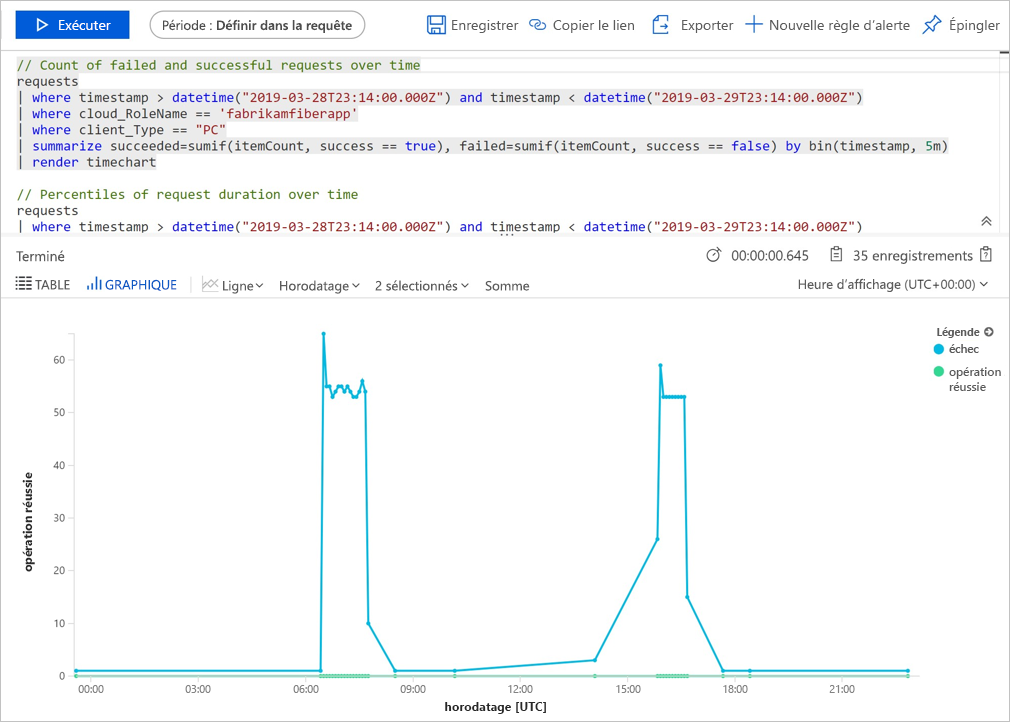 Exécuter
Période : Définir dans la requête
Enregistrer
Copier le lien
Exporter
Nouvelle règle d’alerte
Épingler
// Count of failed and successful requests over time
requests
| where timestamp > datetime("2019-03-28T23:14:00.000Z") and timestamp < datetime("2019-03-29T23:14:00.000Z")
| where cloud_RoleName == 'fabrikamfiberapp'
| where client_Type == "PC"
| summarize succeeded=sumif(itemCount, success == true), failed=sumif(itemCount, success == false) by bin(timestamp, 5m)
| render timechart
// Percentiles of request duration over time
requests
| where timestamp > datetime("2019-03-28T23:14:00.000Z") and timestamp < datetime("2019-03-29T23:14:00.000Z")
Terminé
00:00:00.645
35 enregistrements
TABLE
GRAPHIQUE
Ligne
Horodatage
2 sélectionnés
Somme
Heure d’affichage (UTC+00:00)
Légende
échec
opération
réussie
60
50
40
30
20
10
0
opération réussie
00:00
03:00
06:00
09:00
12:00
15:00
18:00
21:00
horodatage [UTC]